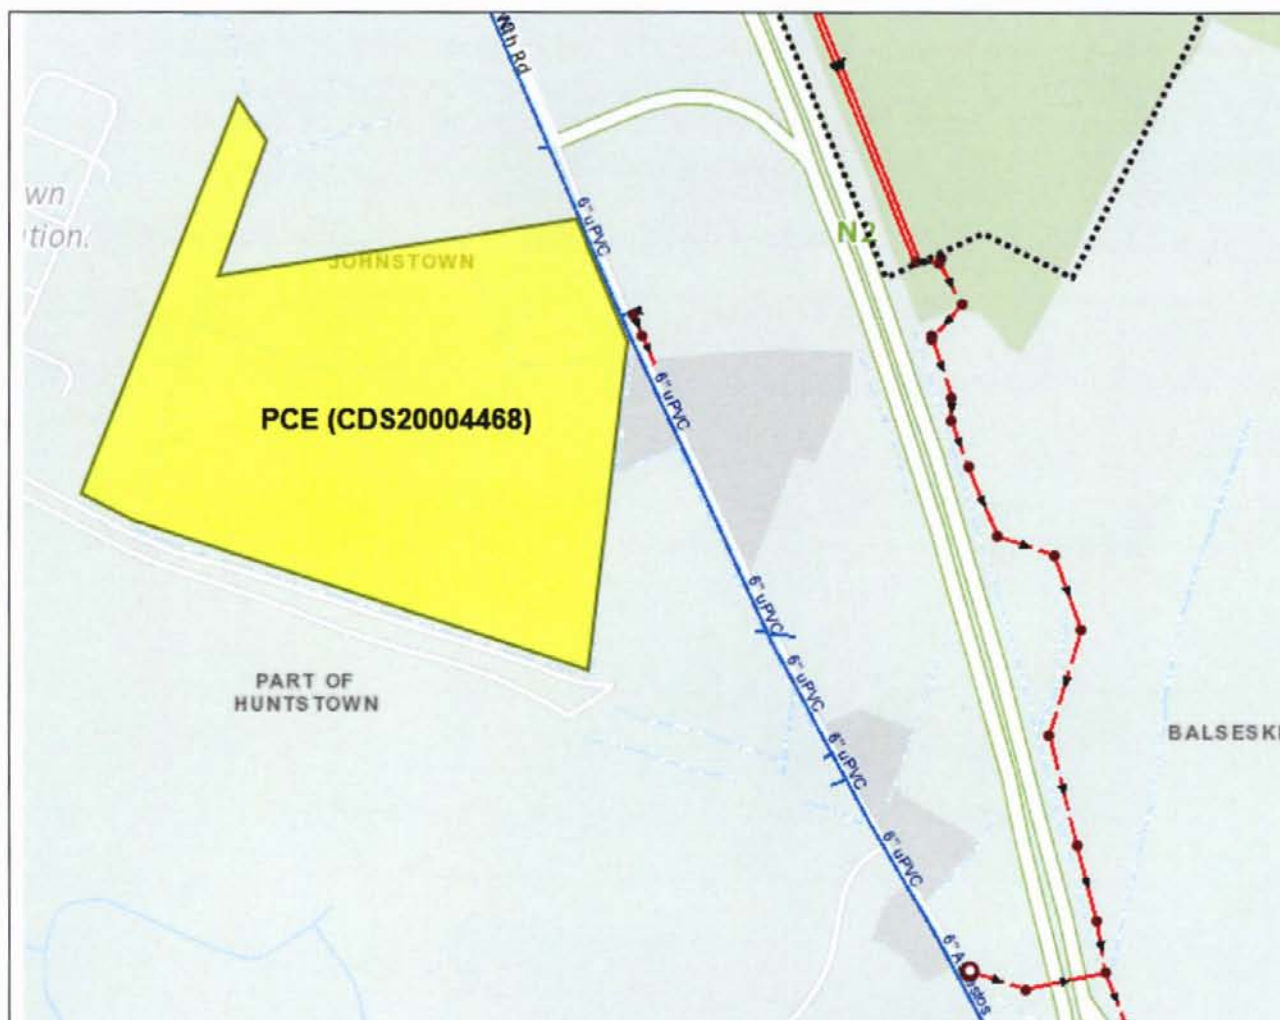 6" uPVC
wn
tion.
N2
JOHNSTOWN
6" uPVC
PCE (CDS20004468)
6" uPVC
6" uPVC
PART OF
HUNTSTOWN
6" uPVC
BALSESKI
6" uPVC